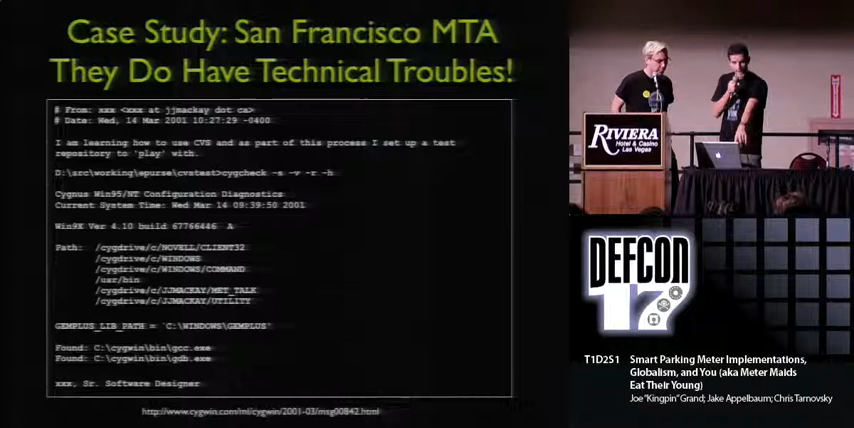 Case Study: San Francisco MTA
They Do Have Technical Troubles!
# From: xxx <xxx at jjmackay dot ca>
# Date: Wed, 14 Mar 2001 10:27:29 -0400
I am learning how to use CVS and as part of this process I set up a test
repository to 'play' with.
D:\src\working\epurse\cvstest>cygcheck -s -v -r -h
Cygnus Win95/NT Configuration Diagnostics
Current System Time: Wed Mar 14 09:39:50 2001
Win9X Ver 4.10 build 67766446 A
Path: /cygdrive/c/NOVELL/CLIENT32
/cygdrive/c/WINDOWS
/cygdrive/c/WINDOWS/COMMAND
/usr/bin
/cygdrive/c/JJMACKAY/MET_TALK
/cygdrive/c/JJMACKAY/UTILITY
GEMPLUS_LIB_PATH = `C:\WINDOWS\GEMPLUS'
Found: C:\cygwin\bin\gcc.exe
Found: C:\cygwin\bin\gdb.exe
xxx, Sr. Software Designer
http://www.cygwin.com/ml/cygwin/2001-03/msg00842.html
RIVIERA
Hotel & Casino
Las Vegas
DEFCON
17
T1D2S1 Smart Parking Meter Implementations,
Globalism, and You (aka Meter Maids
Eat Their Young)
Joe "Kingpin" Grand; Jake Appelbaum; Chris Tarnovsky